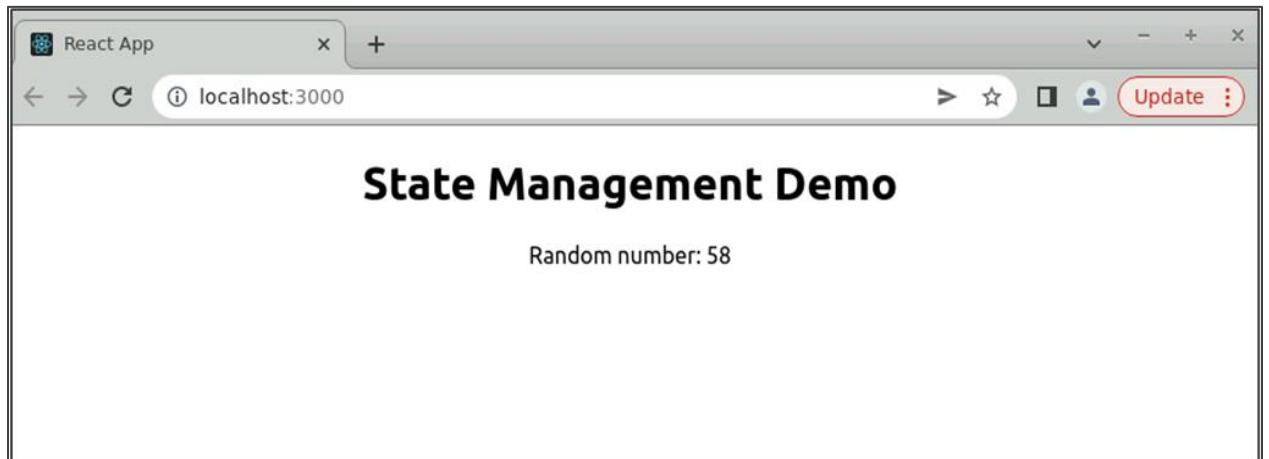 React App
localhost:3000
Update
State Management Demo
Random number: 58